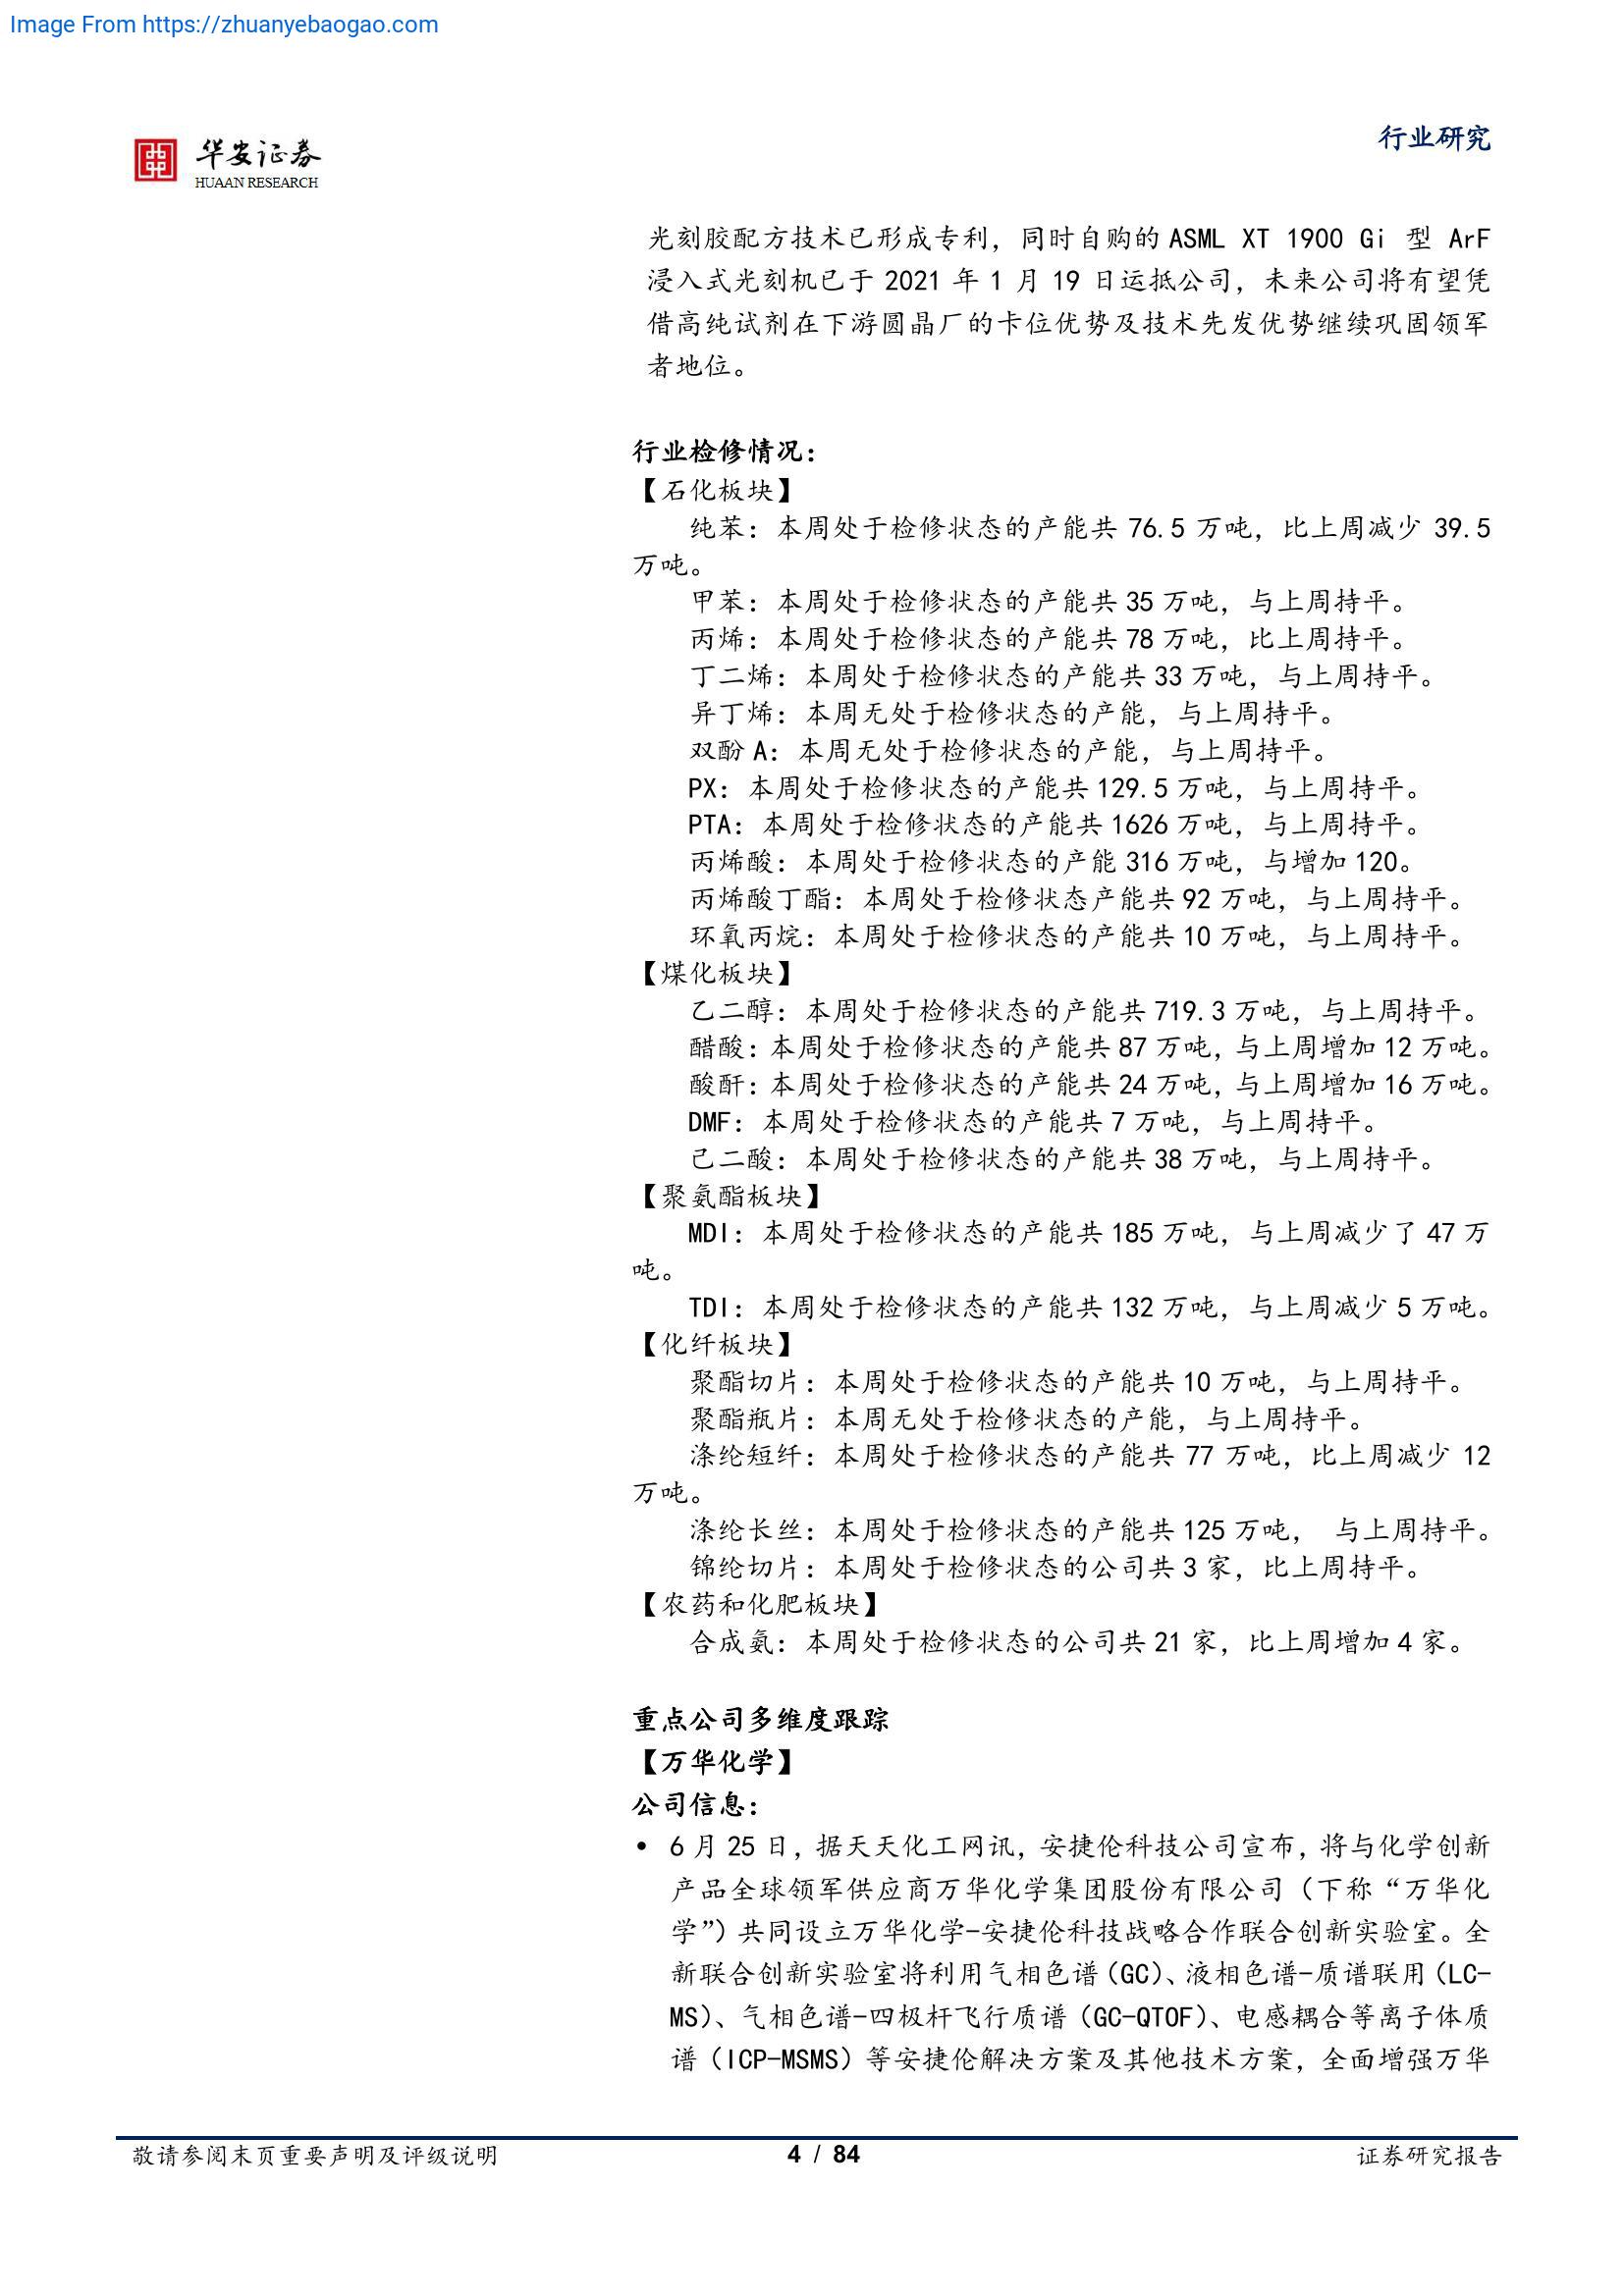 Image From https://zhuanyebaogao.com
华安证券
HUAAN RESEARCH
行业研究
光刻胶配方技术已形成专利，同时自购的 ASML XT 1900 Gi 型 ArF
浸入式光刻机已于 2021 年 1 月 19 日运抵公司，未来公司将有望凭
借高纯试剂在下游圆晶厂的卡位优势及技术先发优势继续巩固领军
者地位。
行业检修情况：
【石化板块】
纯苯：本周处于检修状态的产能共 76.5 万吨，比上周减少 39.5
万吨。
甲苯：本周处于检修状态的产能共 35 万吨，与上周持平。
丙烯：本周处于检修状态的产能共 78 万吨，比上周持平。
丁二烯：本周处于检修状态的产能共 33 万吨，与上周持平。
异丁烯：本周无处于检修状态的产能，与上周持平。
双酚 A：本周无处于检修状态的产能，与上周持平。
PX：本周处于检修状态的产能共 129.5 万吨，与上周持平。
PTA：本周处于检修状态的产能共 1626 万吨，与上周持平。
丙烯酸：本周处于检修状态的产能 316 万吨，与增加 120。
丙烯酸丁酯：本周处于检修状态产能共 92 万吨，与上周持平。
环氧丙烷：本周处于检修状态的产能共 10 万吨，与上周持平。
【煤化板块】
乙二醇：本周处于检修状态的产能共 719.3 万吨，与上周持平。
醋酸：本周处于检修状态的产能共 87 万吨，与上周增加 12 万吨。
酸酐：本周处于检修状态的产能共 24 万吨，与上周增加 16 万吨。
DMF：本周处于检修状态的产能共 7 万吨，与上周持平。
己二酸：本周处于检修状态的产能共 38 万吨，与上周持平。
【聚氨酯板块】
MDI：本周处于检修状态的产能共 185 万吨，与上周减少了 47 万
吨。
TDI：本周处于检修状态的产能共 132 万吨，与上周减少 5 万吨。
【化纤板块】
聚酯切片：本周处于检修状态的产能共 10 万吨，与上周持平。
聚酯瓶片：本周无处于检修状态的产能，与上周持平。
涤纶短纤：本周处于检修状态的产能共 77 万吨，比上周减少 12
万吨。
涤纶长丝：本周处于检修状态的产能共 125 万吨， 与上周持平。
锦纶切片：本周处于检修状态的公司共 3 家，比上周持平。
【农药和化肥板块】
合成氨：本周处于检修状态的公司共 21 家，比上周增加 4 家。
重点公司多维度跟踪
【万华化学】
公司信息：
• 6 月 25 日，据天天化工网讯，安捷伦科技公司宣布，将与化学创新
产品全球领军供应商万华化学集团股份有限公司（下称“万华化
学”）共同设立万华化学-安捷伦科技战略合作联合创新实验室。全
新联合创新实验室将利用气相色谱（GC）、液相色谱-质谱联用（LC-
MS）、气相色谱-四极杆飞行质谱（GC-QTOF）、电感耦合等离子体质
谱（ICP-MSMS）等安捷伦解决方案及其他技术方案，全面增强万华
敬请参阅末页重要声明及评级说明
4 / 84
证券研究报告